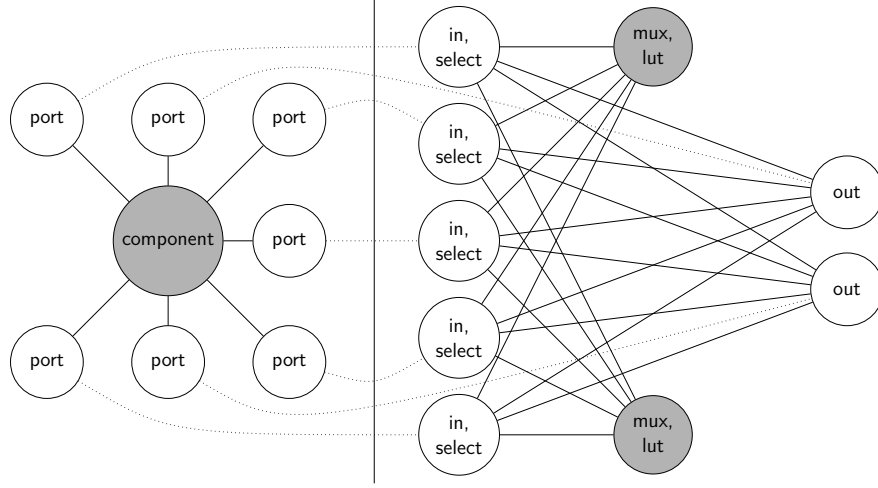 in,
select
mux,
lut
port
port
port
in,
select
out
component
port
in,
select
out
in,
select
port
port
port
in,
select
mux,
lut